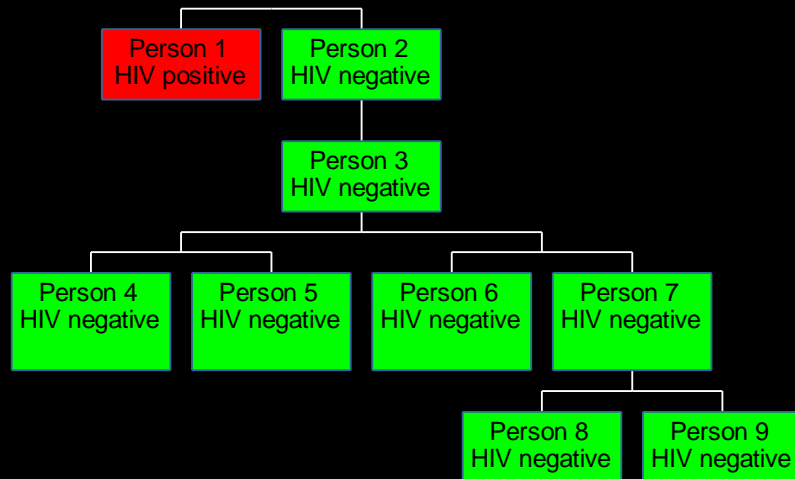 Person 1
HIV positive
Person 2
HIV negative
Person 3
HIV negative
Person 4
HIV negative
Person 5
HIV negative
Person 6
HIV negative
Person 7
HIV negative
Person 8
HIV negative
Person 9
HIV negative